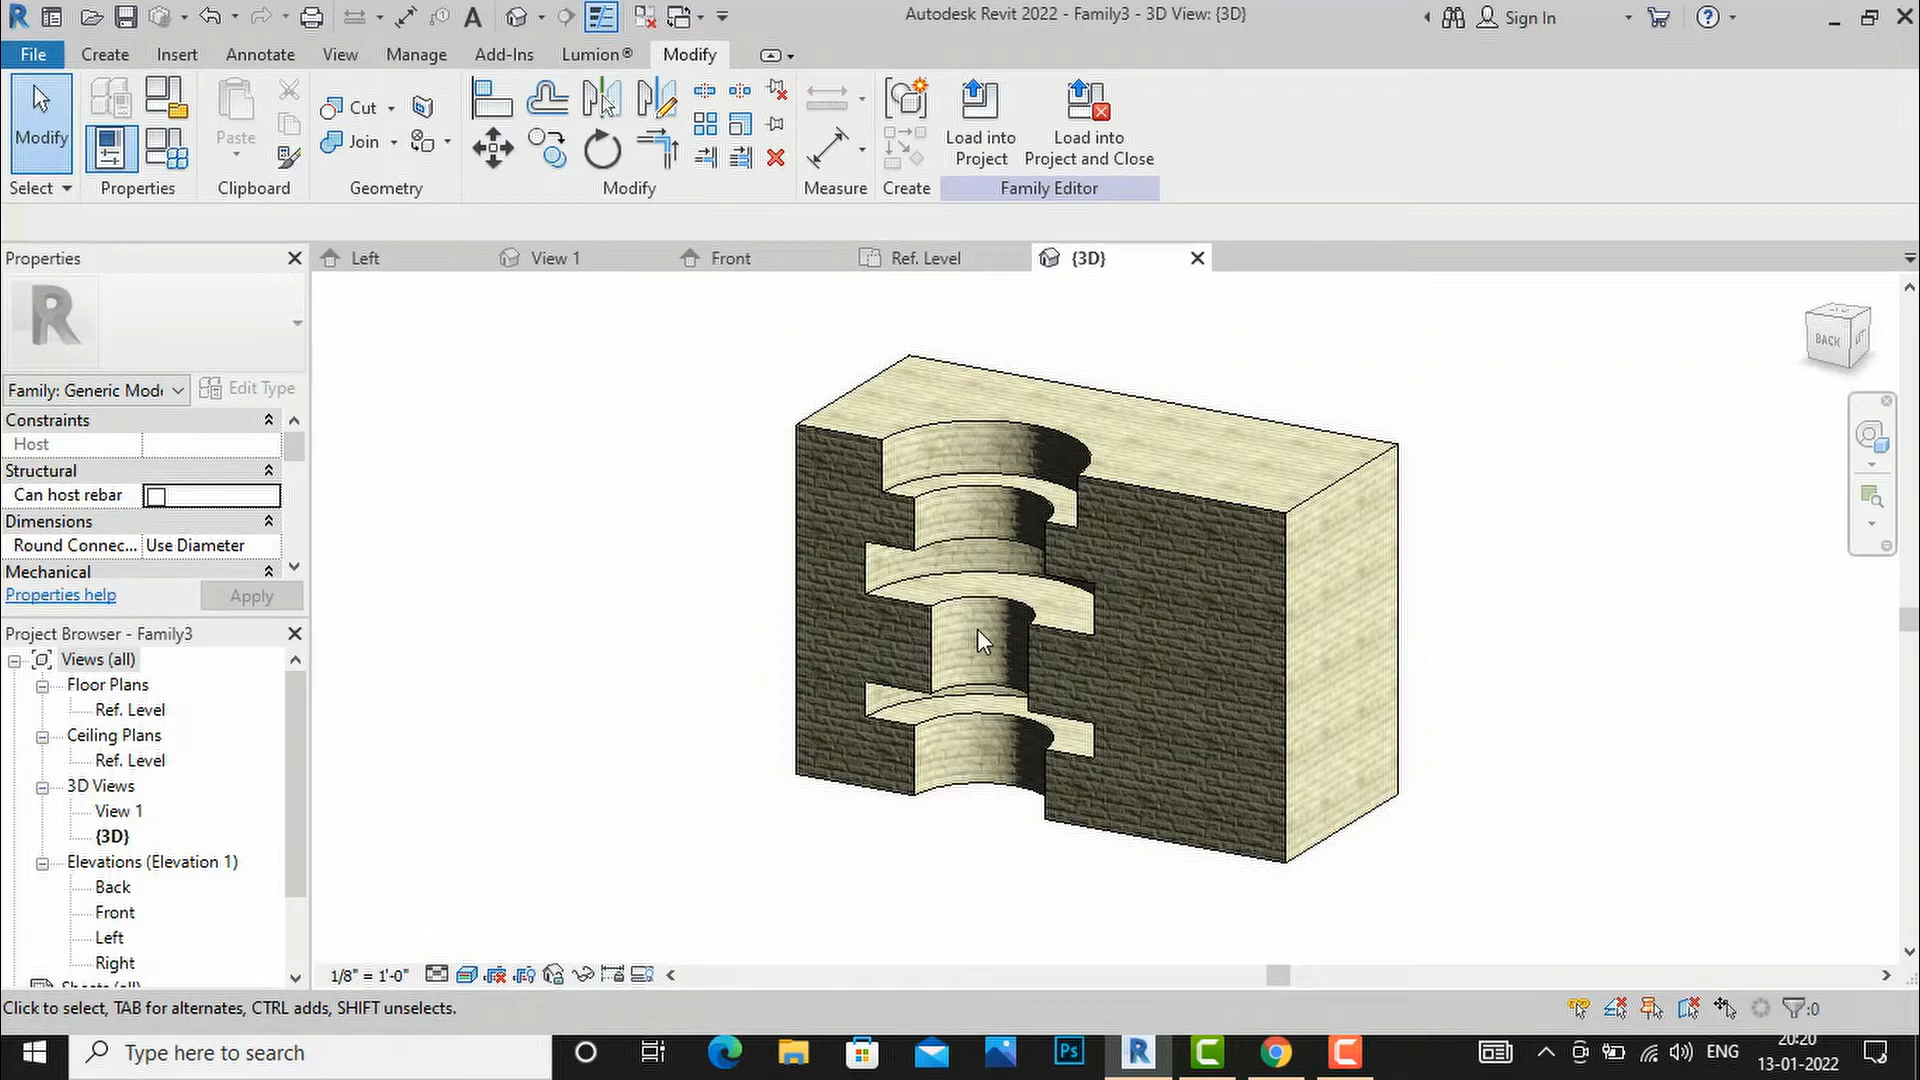 Autodesk Revit 2022 - Family3 - 3D View: {3D}
Sign In
File Create Insert Annotate View Manage Add-Ins Lumion® Modify
Modify
Paste
Cut
Join
Load into Project
Load into Project and Close
Select Properties Clipboard Geometry Modify Measure Create Family Editor
Properties
Left View 1 Front Ref. Level {3D}
R
Family: Generic Mod
Edit Type
Constraints
Host
Structural
Can host rebar
Dimensions
Round Connec... Use Diameter
Mechanical
Properties help Apply
Project Browser - Family3
Views (all)
Floor Plans
Ref. Level
Ceiling Plans
Ref. Level
3D Views
View 1
{3D}
Elevations (Elevation 1)
Back
Front
Left
Right
Sheets (all)
BACK
1/8" = 1'-0"
Click to select, TAB for alternates, CTRL adds, SHIFT unselects.
:0
Type here to search
Ps
R
ENG
20:20
13-01-2022